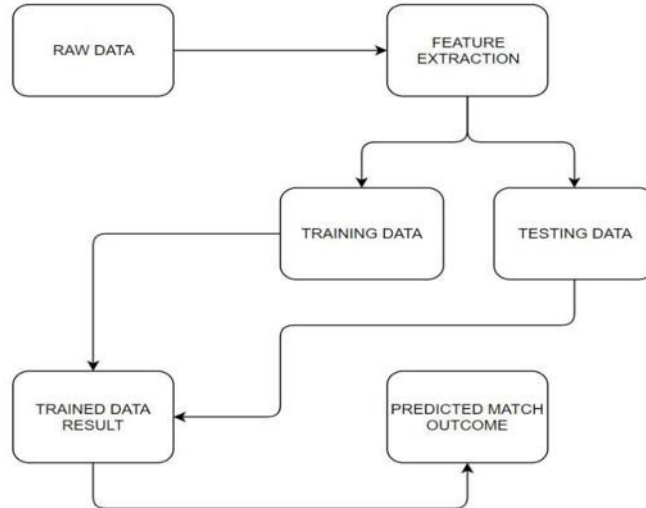 RAW DATA
FEATURE
EXTRACTION
TRAINING DATA
TESTING DATA
TRAINED DATA
RESULT
PREDICTED MATCH
OUTCOME